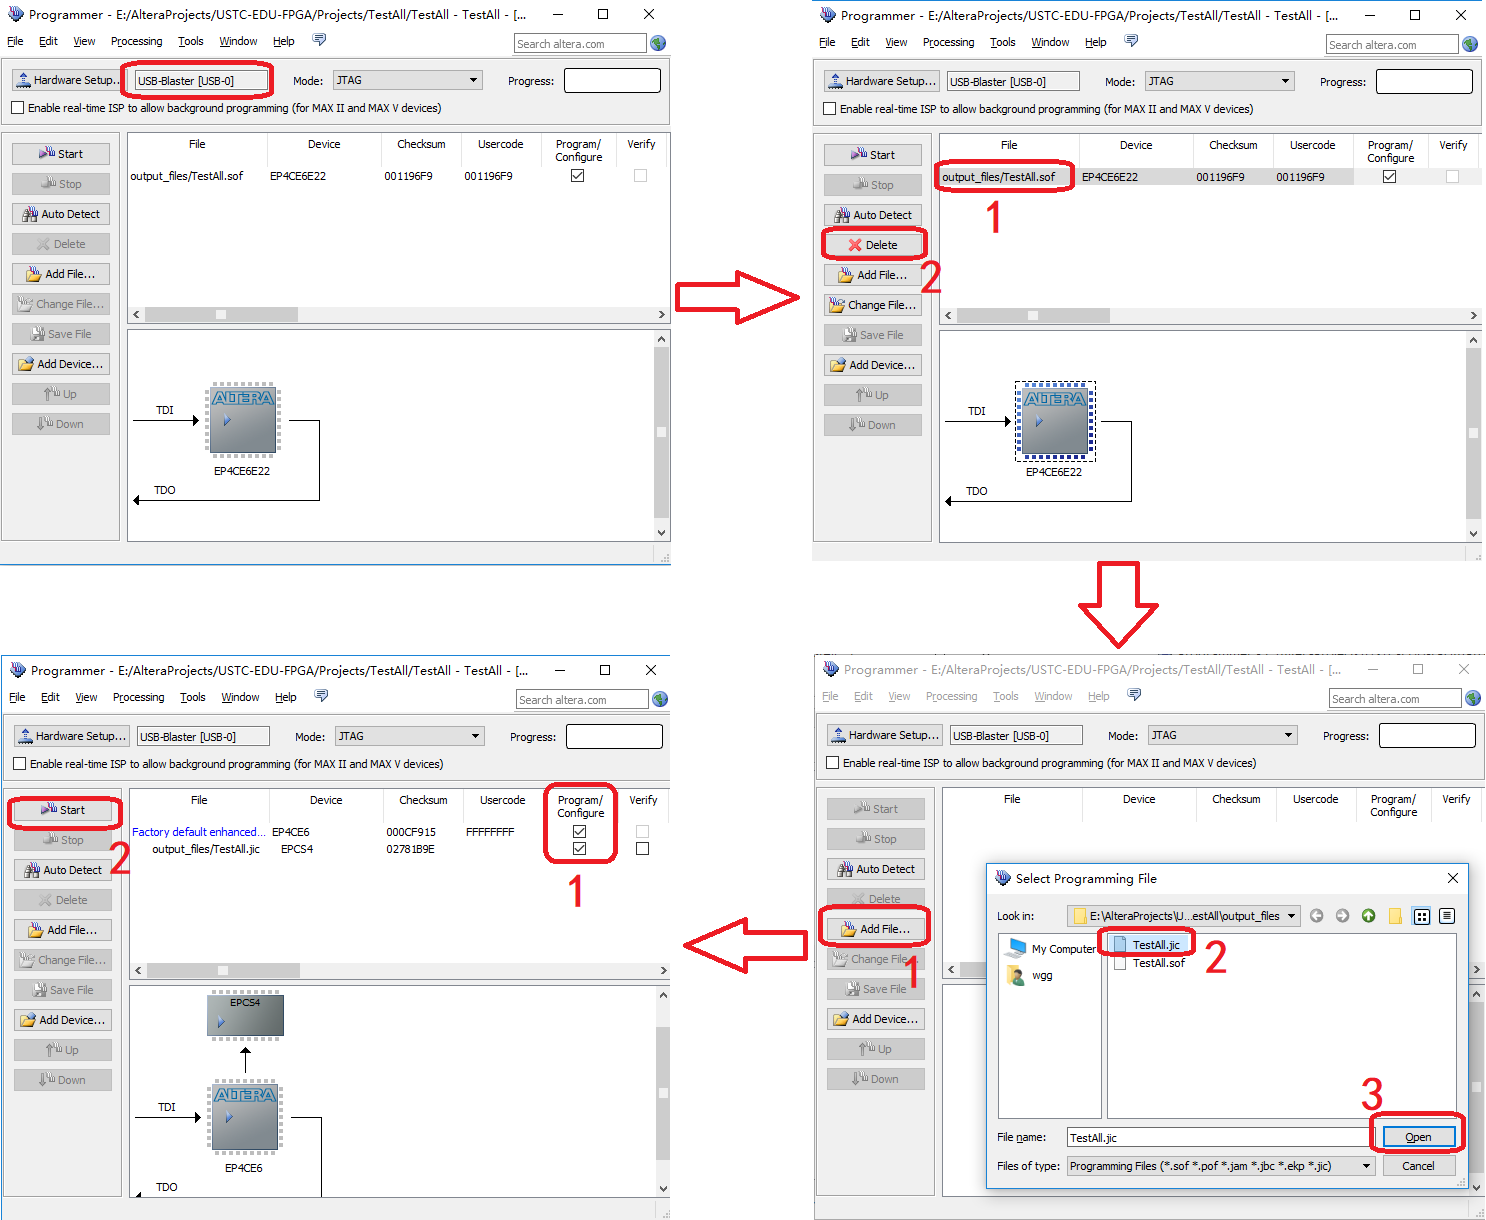 Programmer - E:/AlteraProjects/USTC-EDU-FPGA/Projects/TestAll/TestAll - TestAll - [...
File Edit View Processing Tools Window Help
Search altera.com
Hardware Setup... USB-Blaster [USB-0] Mode: JTAG Progress:
Enable real-time ISP to allow background programming (for MAX II and MAX V devices)
Start
Stop
Auto Detect
Delete
Add File...
Change File...
Save File
Add Device...
Up
Down
File Device Checksum Usercode Program/ Configure Verify
output_files/TestAll.sof EP4CE6E22 001196F9 001196F9
TDI
ALTERA
EP4CE6E22
TDO
Programmer - E:/AlteraProjects/USTC-EDU-FPGA/Projects/TestAll/TestAll - TestAll - [...
File Edit View Processing Tools Window Help
Search altera.com
Hardware Setup... USB-Blaster [USB-0] Mode: JTAG Progress:
Enable real-time ISP to allow background programming (for MAX II and MAX V devices)
Start
Stop
Auto Detect
Delete
2
Add File...
Change File...
Save File
Add Device...
Up
Down
File Device Checksum Usercode Program/ Configure Verify
output_files/TestAll.sof EP4CE6E22 001196F9 001196F9
1
TDI
ALTERA
EP4CE6E22
TDO
Programmer - E:/AlteraProjects/USTC-EDU-FPGA/Projects/TestAll/TestAll - TestAll - [...
File Edit View Processing Tools Window Help
Search altera.com
Hardware Setup... USB-Blaster [USB-0] Mode: JTAG Progress:
Enable real-time ISP to allow background programming (for MAX II and MAX V devices)
Start
Stop
Auto Detect
Delete
Add File...
1
Change File...
Save File
Add Device...
Up
Down
File Device Checksum Usercode Program/ Configure Verify
Select Programming File
Look in: E:\AlteraProjects\U...estAll\output_files
My Computer
wgg
TestAll.jic
2
TestAll.sof
3
File name: TestAll.jic Open
Files of type: Programming Files (*.sof *.pof *.jam *.jbc *.ekp *.jic) Cancel
Programmer - E:/AlteraProjects/USTC-EDU-FPGA/Projects/TestAll/TestAll - TestAll - [...
File Edit View Processing Tools Window Help
Search altera.com
Hardware Setup... USB-Blaster [USB-0] Mode: JTAG Progress:
Enable real-time ISP to allow background programming (for MAX II and MAX V devices)
Start
2
Stop
Auto Detect
Delete
Add File...
Change File...
Save File
Add Device...
Up
Down
File Device Checksum Usercode Program/ Configure Verify
Factory default enhanced... EP4CE6 000CF915 FFFFFFFF
output_files/TestAll.jic EPCS4 02781B9E
1
EPCS4
TDI
ALTERA
EP4CE6
TDO